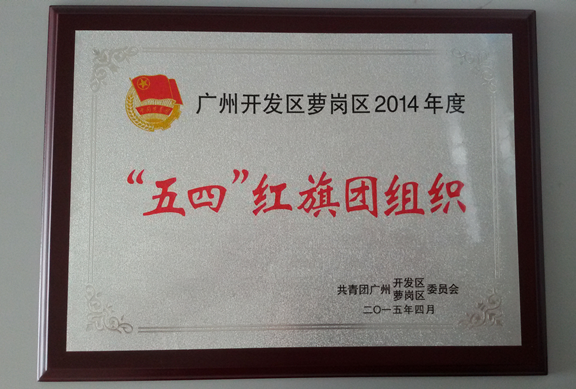 广州开发区萝岗区2014年度
“五四”红旗团组织
共青团广州开发区萝岗区委员会
二〇一五年四月